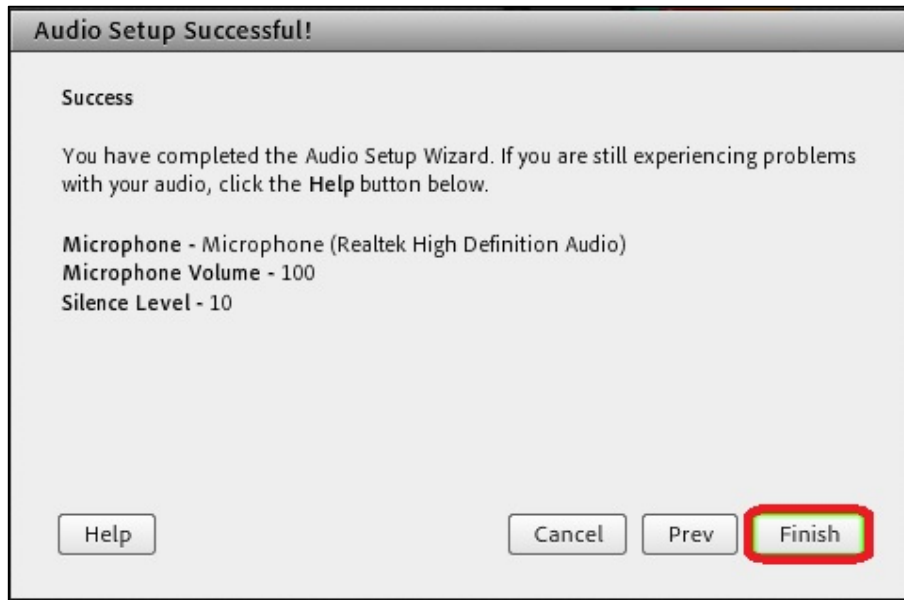 Audio Setup Successful!
Success
You have completed the Audio Setup Wizard. If you are still experiencing problems
with your audio, click the Help button below.
Microphone - Microphone (Realtek High Definition Audio)
Microphone Volume - 100
Silence Level - 10
Help
Cancel
Prev
Finish